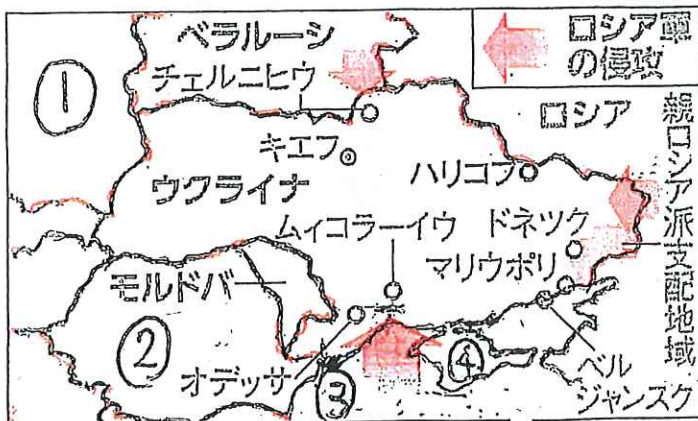 ベラルーシ
チェルニヒウ
ロシア軍
の侵攻
①
ロシア
キエフ
ハリコフ
ウクライナ
親ロシア派支配地域
ムィコラーイウ
ドネツク
マリウポリ
モルドバ
②
オデッサ
③
④
ベル
ジャンスク